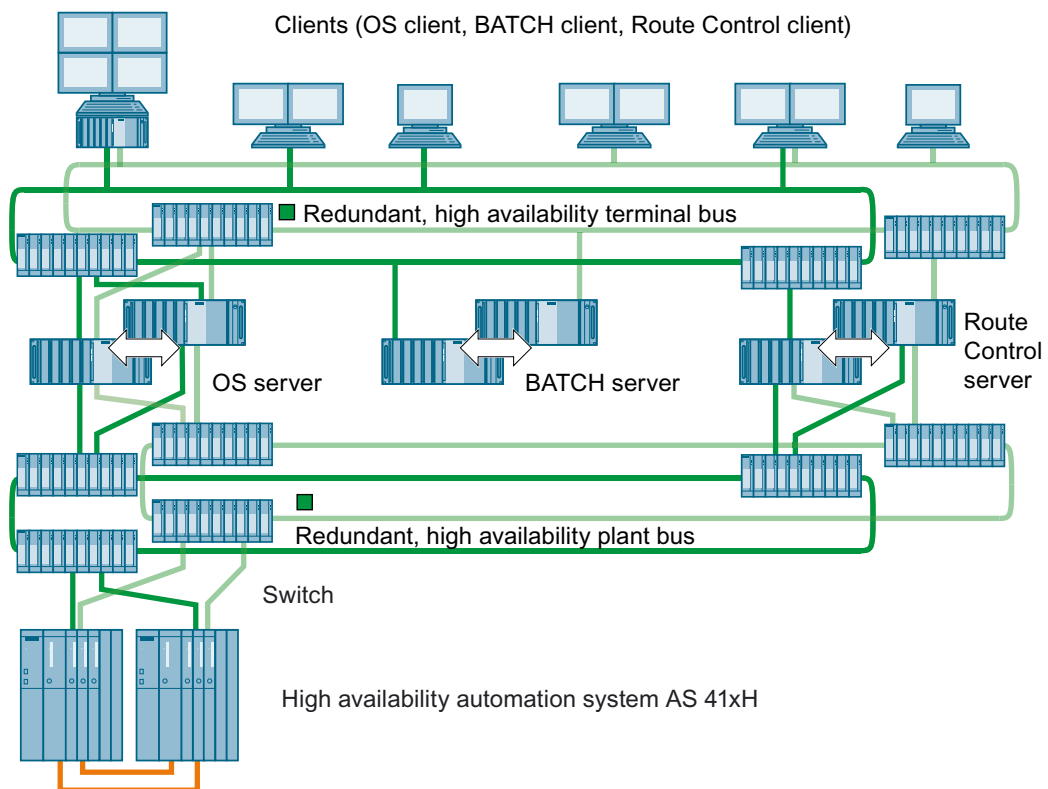 Clients (OS client, BATCH client, Route Control client)
Redundant, high availability terminal bus
OS server
BATCH server
Route
Control
server
Redundant, high availability plant bus
Switch
High availability automation system AS 41xH